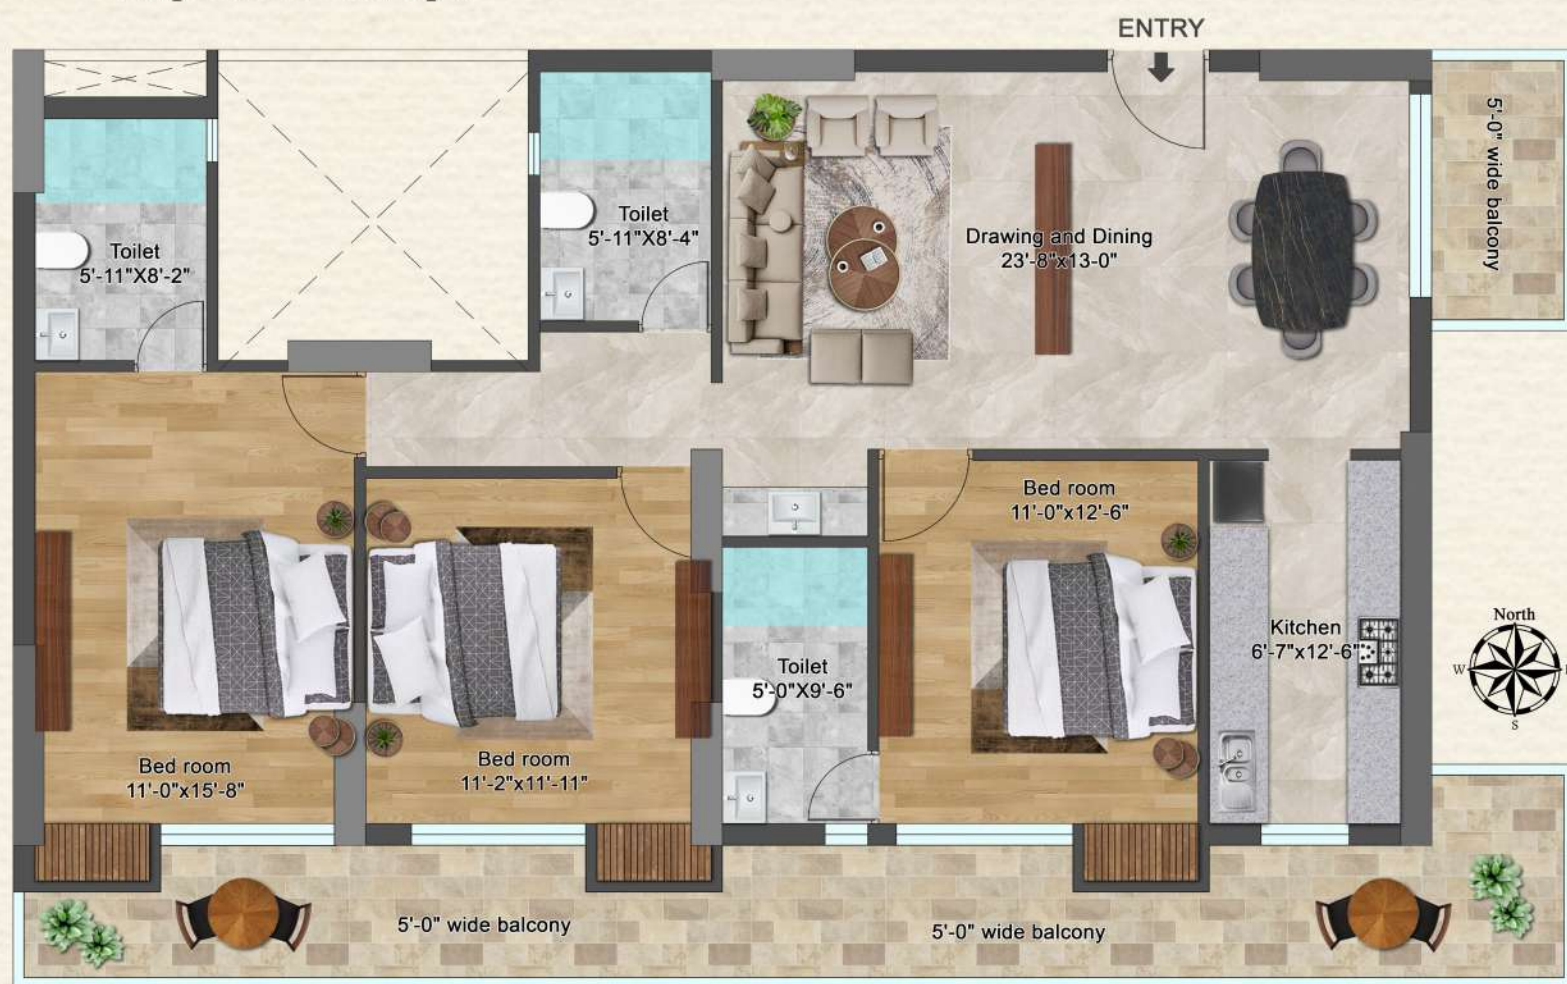 ENTRY
5'-0" wide balcony
Toilet
5'-11"X8'-4"
Toilet
5'-11"X8'-2"
Drawing and Dining
23'-8"x13-0"
Bed room
11'-0"x12'-6"
North
W
S
Kitchen
6'-7"x12'-6"
Toilet
5'-0"X9'-6"
Bed room
11'-2"x11'-11"
Bed room
11'-0"x15'-8"
5'-0" wide balcony
5'-0" wide balcony